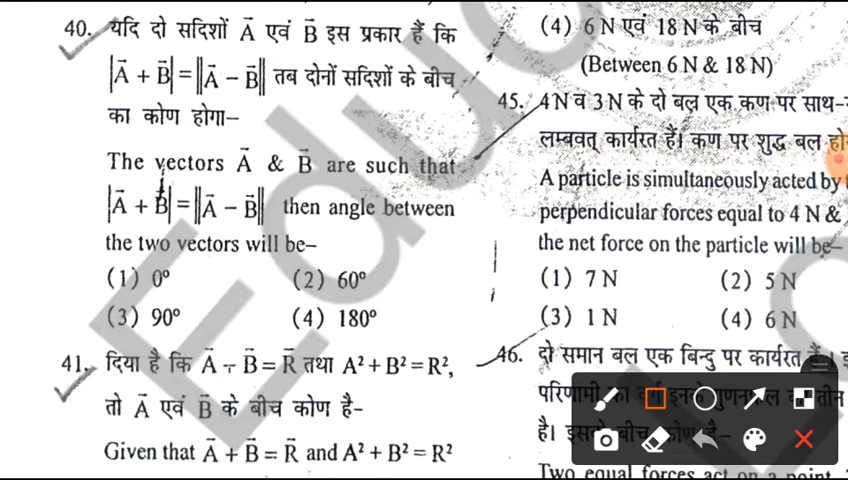 40. यदि दो सदिशों A⃗ एवं B⃗ इस प्रकार हैं कि
|A⃗ + B⃗| = ||A⃗ − B⃗|| तब दोनों सदिशों के बीच
का कोण होगा–
The vectors A⃗ & B⃗ are such that
|A⃗ + B⃗| = ||A⃗ − B⃗|| then angle between
the two vectors will be–
(1) 0° (2) 60°
(3) 90° (4) 180°
41. दिया है कि A⃗ + B⃗ = R⃗ तथा A² + B² = R²,
तो A⃗ एवं B⃗ के बीच कोण है–
Given that A⃗ + B⃗ = R⃗ and A² + B² = R²
(4) 6 N एवं 18 N के बीच
(Between 6 N & 18 N)
45. 4 N व 3 N के दो बल एक कण पर साथ-
लम्बवत् कार्यरत हैं। कण पर शुद्ध बल
A particle is simultaneously acted by
perpendicular forces equal to 4 N &
the net force on the particle will be–
(1) 7 N (2) 5 N
(3) 1 N (4) 6 N
46. दो समान बल एक बिन्दु पर कार्यरत हैं।
परिणामी का वर्ग इनके गुणनफल
है। इनके बीच कोण है–
Two equal forces act on a point